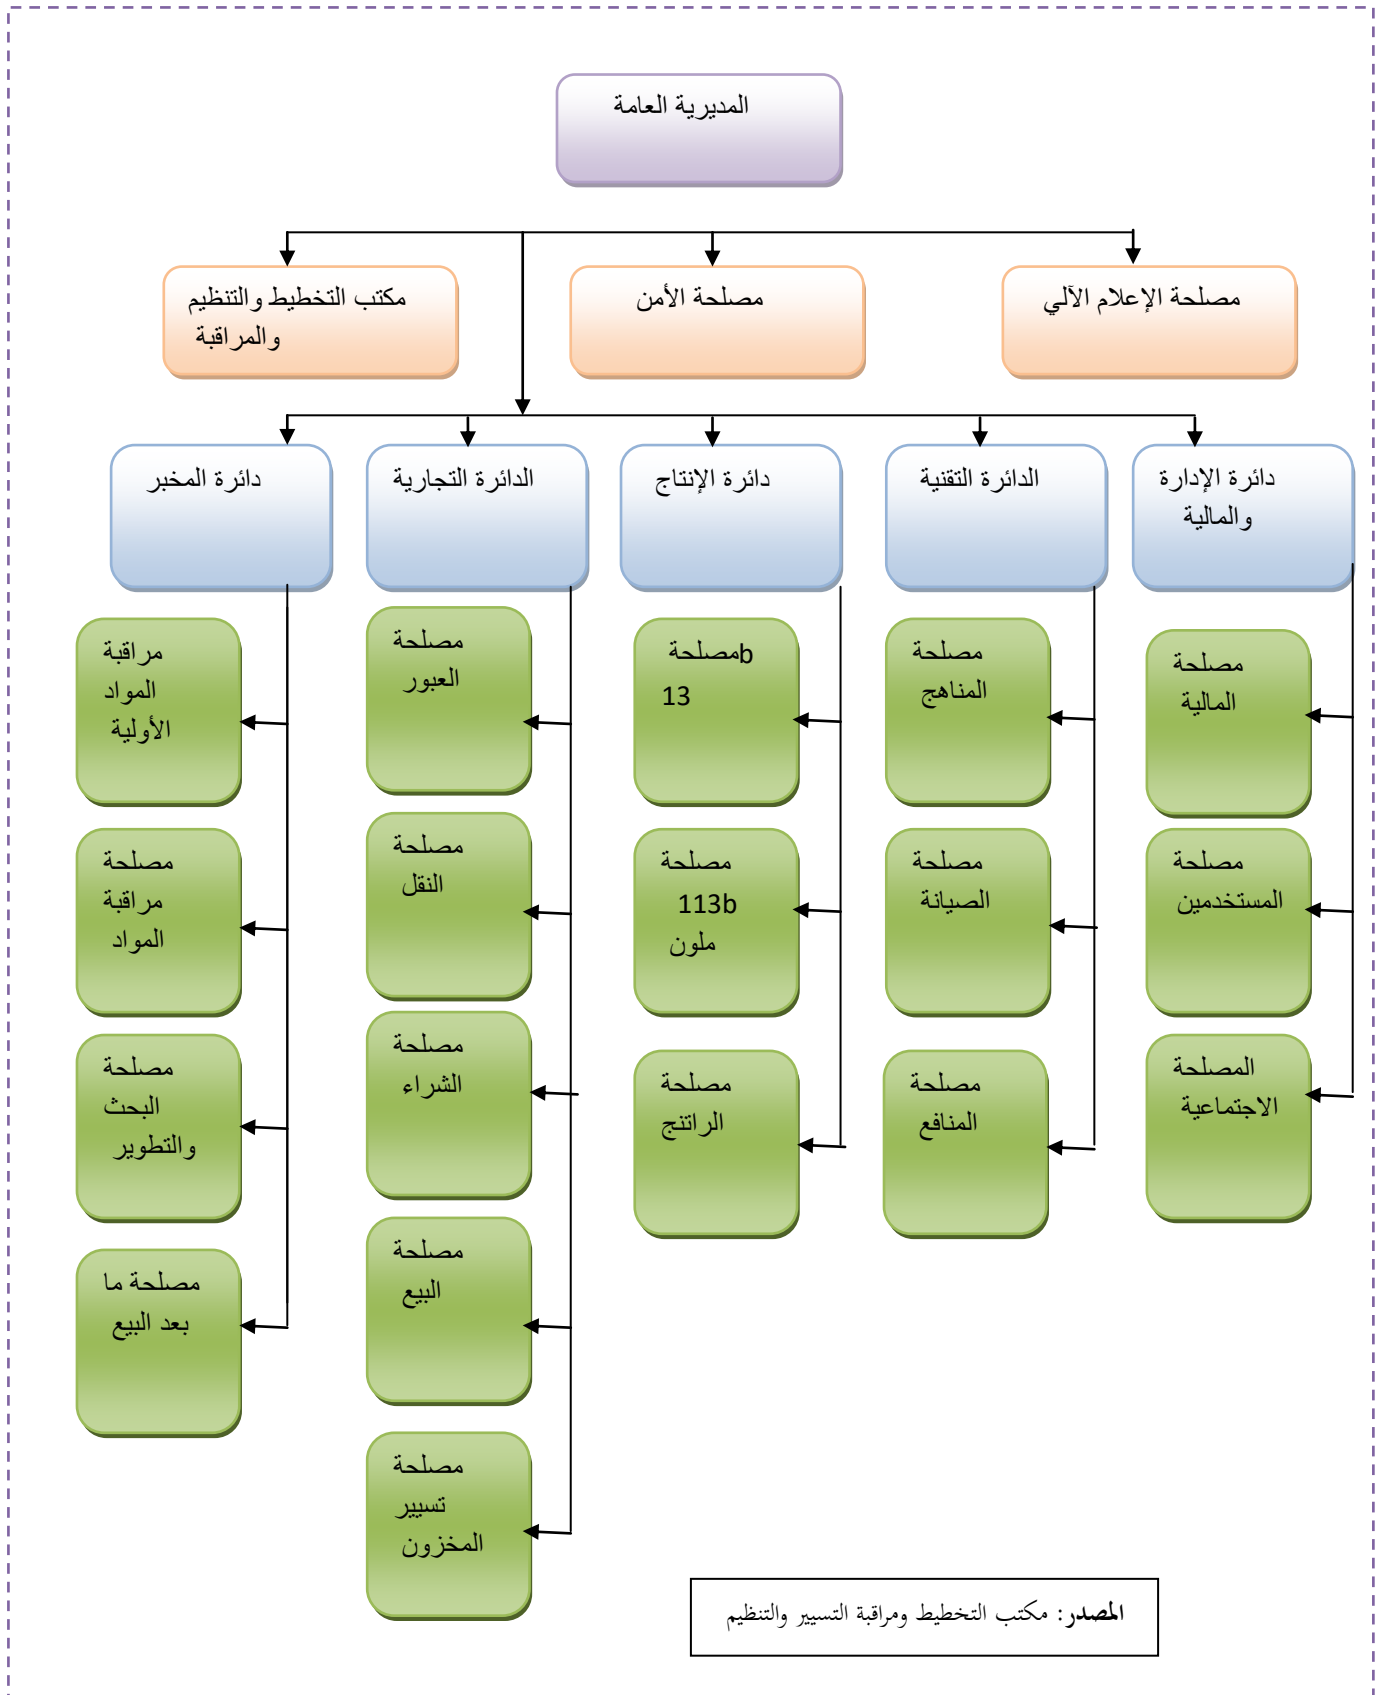 المديرية العامة
مصلحة الإعلام الآلي
مصلحة الأمن
مكتب التخطيط والتنظيم
والمراقبة
دائرة الإدارة
والمالية
الدائرة التقنية
دائرة الإنتاج
الدائرة التجارية
دائرة المخبر
مصلحة
المالية
مصلحة
المستخدمين
المصلحة
الاجتماعية
مصلحة
المناهج
مصلحة
الصيانة
مصلحة
المنافع
مصلحةb
13
مصلحة
113b
ملون
مصلحة
الراتنج
مصلحة
العبور
مصلحة
النقل
مصلحة
الشراء
مصلحة
البيع
مصلحة
تسيير
المخزون
مراقبة
المواد
الأولية
مصلحة
مراقبة
المواد
مصلحة
البحث
والتطوير
مصلحة ما
بعد البيع
المصدر: مكتب التخطيط ومراقبة التسيير والتنظيم